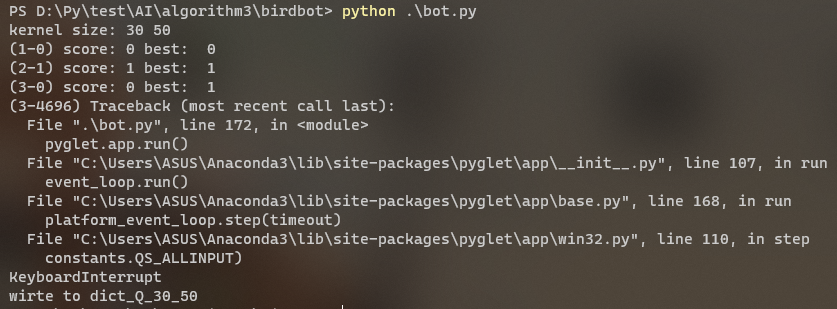 PS D:\Py\test\AI\algorithm3\birdbot> python .\bot.py
kernel size: 30 50
(1-0) score: 0 best:  0
(2-1) score: 1 best:  1
(3-0) score: 0 best:  1
(3-4696) Traceback (most recent call last):
  File ".\bot.py", line 172, in <module>
    pyglet.app.run()
  File "C:\Users\ASUS\Anaconda3\lib\site-packages\pyglet\app\__init__.py", line 107, in run
    event_loop.run()
  File "C:\Users\ASUS\Anaconda3\lib\site-packages\pyglet\app\base.py", line 168, in run
    platform_event_loop.step(timeout)
  File "C:\Users\ASUS\Anaconda3\lib\site-packages\pyglet\app\win32.py", line 110, in step
    constants.QS_ALLINPUT)
KeyboardInterrupt
wirte to dict_Q_30_50